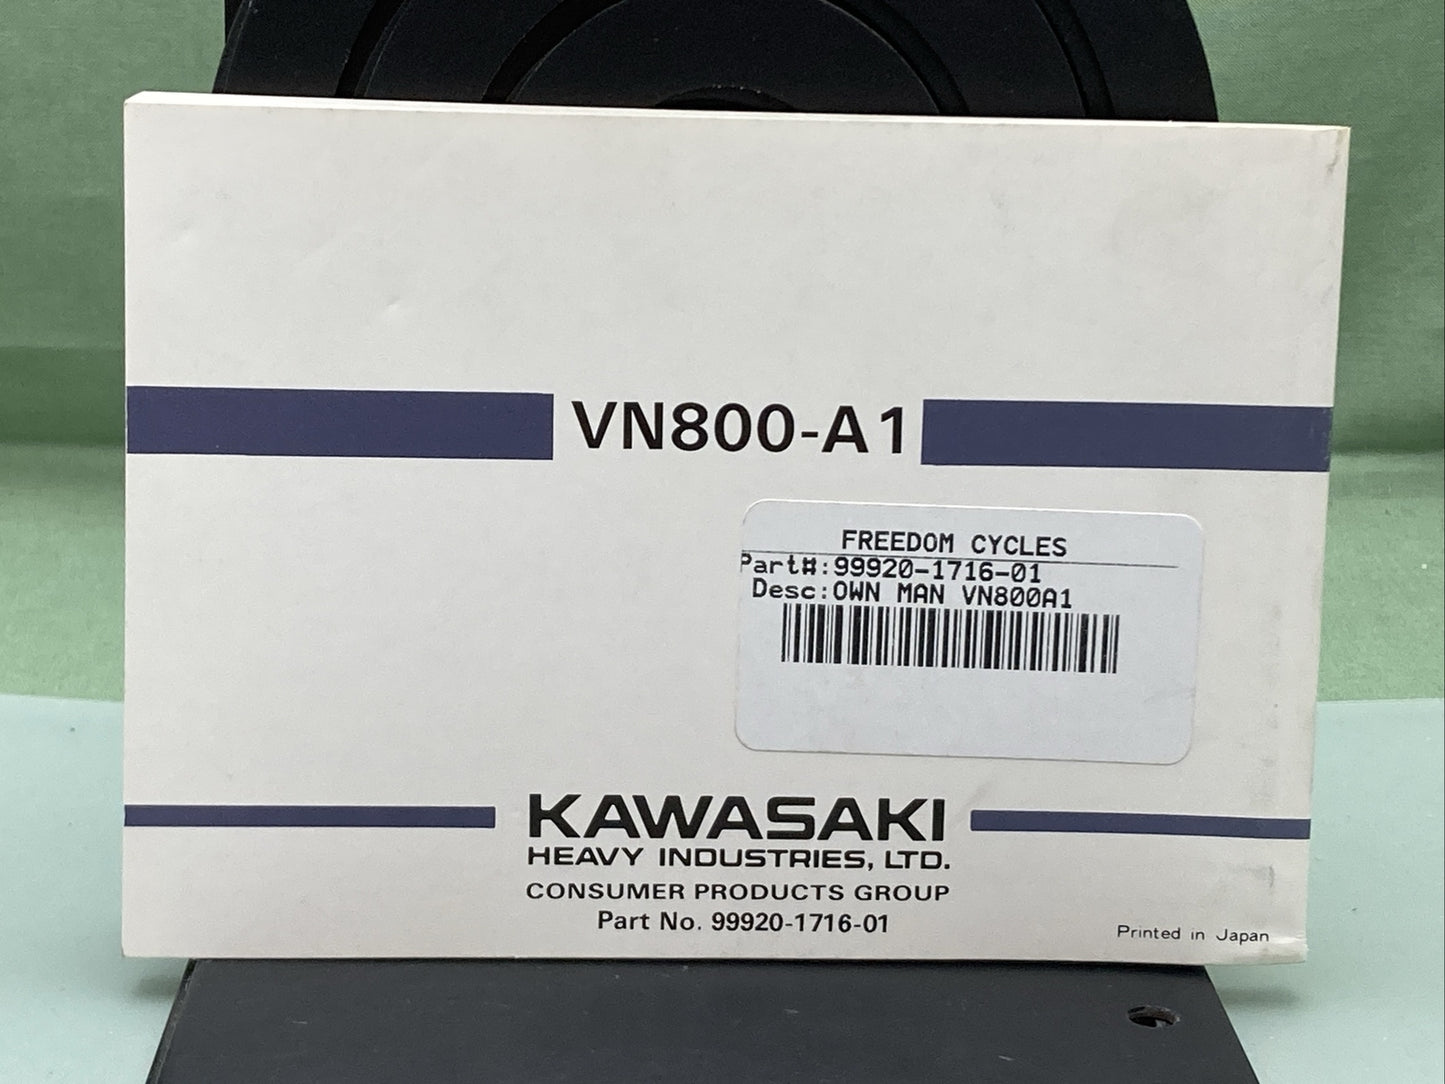 VN800-A1
FREEDOM CYCLES
Part#:99920-1716-01
Desc:OWN MAN VN800A1
KAWASAKI
HEAVY INDUSTRIES, LTD.
CONSUMER PRODUCTS GROUP
Part No. 99920-1716-01
Printed in Japan